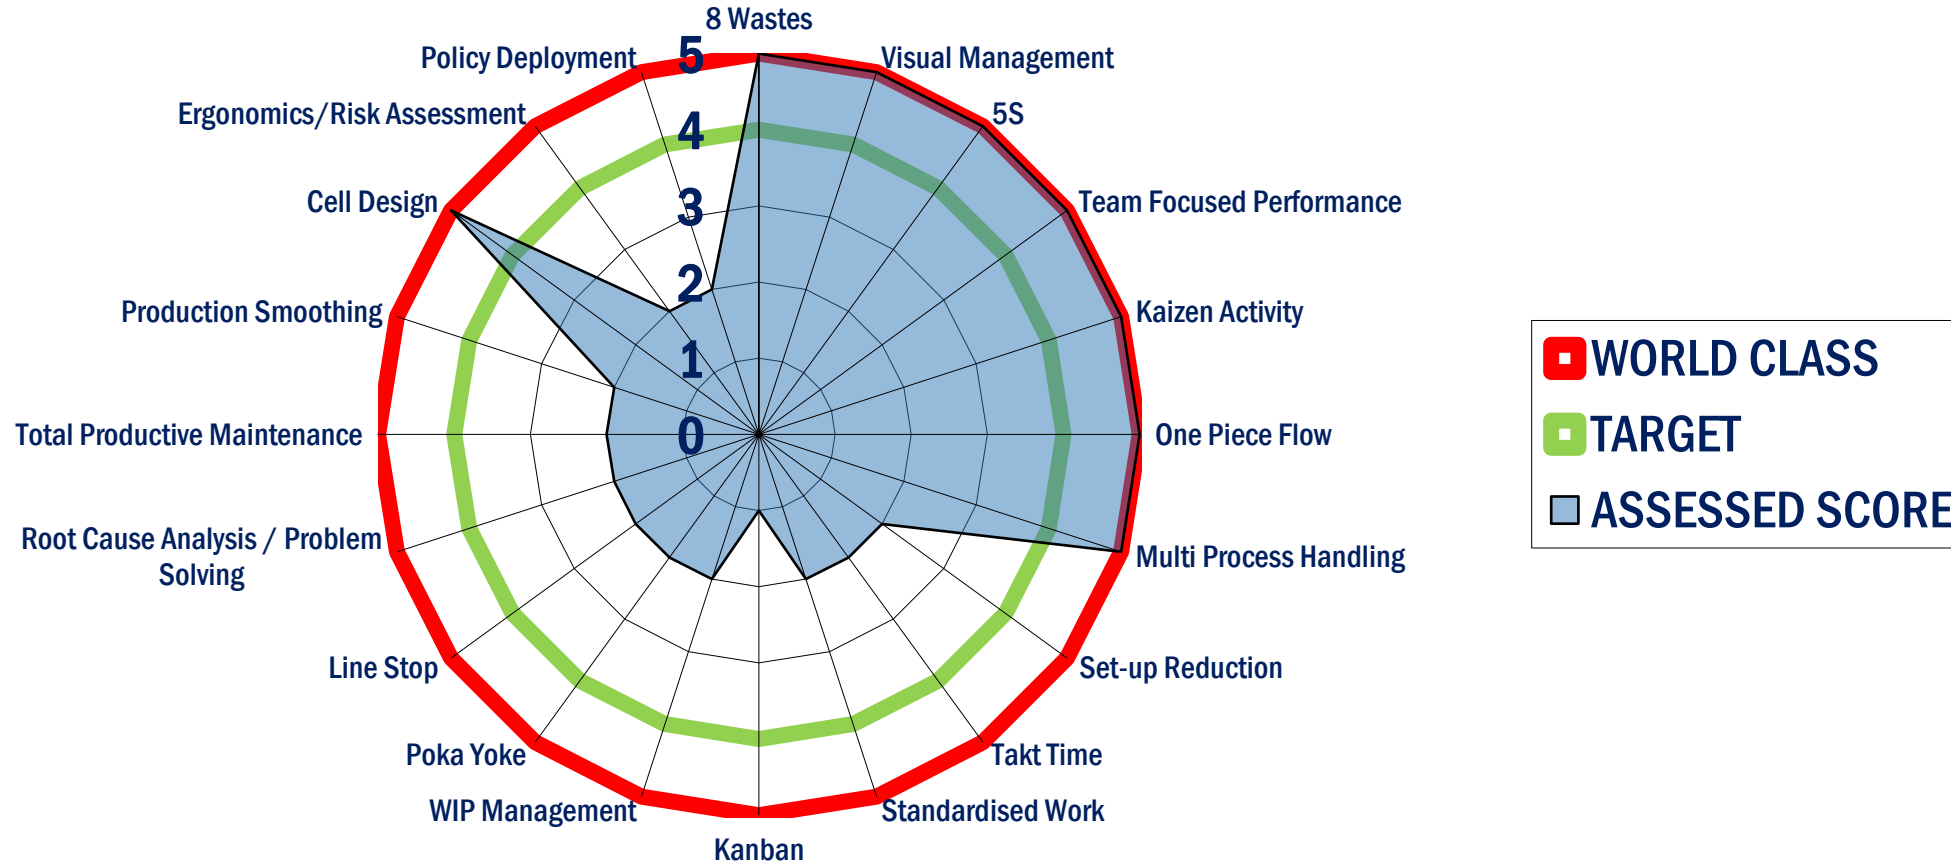 8 Wastes
Policy Deployment
5
Visual Management
Ergonomics/Risk Assessment
5S
4
Cell Design
3
Team Focused Performance
2
Production Smoothing
Kaizen Activity
1
Total Productive Maintenance
0
One Piece Flow
Root Cause Analysis / Problem
Solving
Multi Process Handling
Line Stop
Set-up Reduction
Poka Yoke
Takt Time
WIP Management
Standardised Work
Kanban
WORLD CLASS
TARGET
ASSESSED SCORE